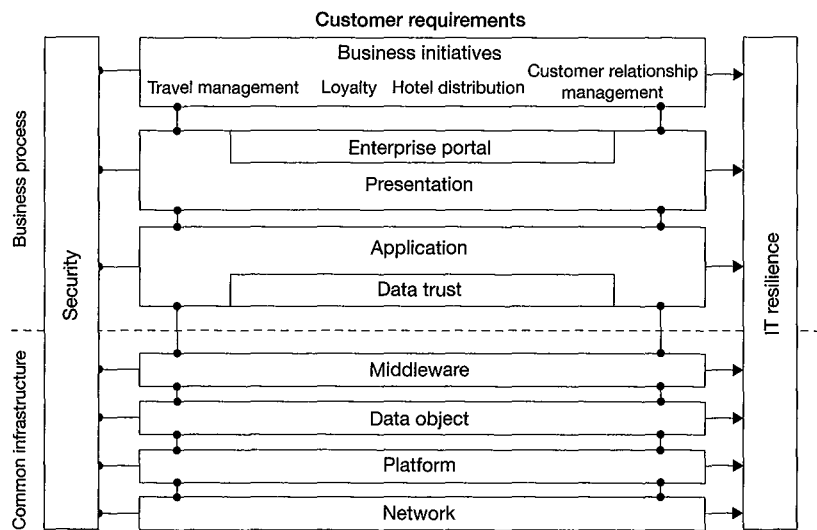 Customer requirements
Business initiatives
Travel management Loyalty Hotel distribution Customer relationship
management
Enterprise portal
Presentation
Application
Data trust
Middleware
Data object
Platform
Network
Business process
Common infrastructure
Security
IT resilience